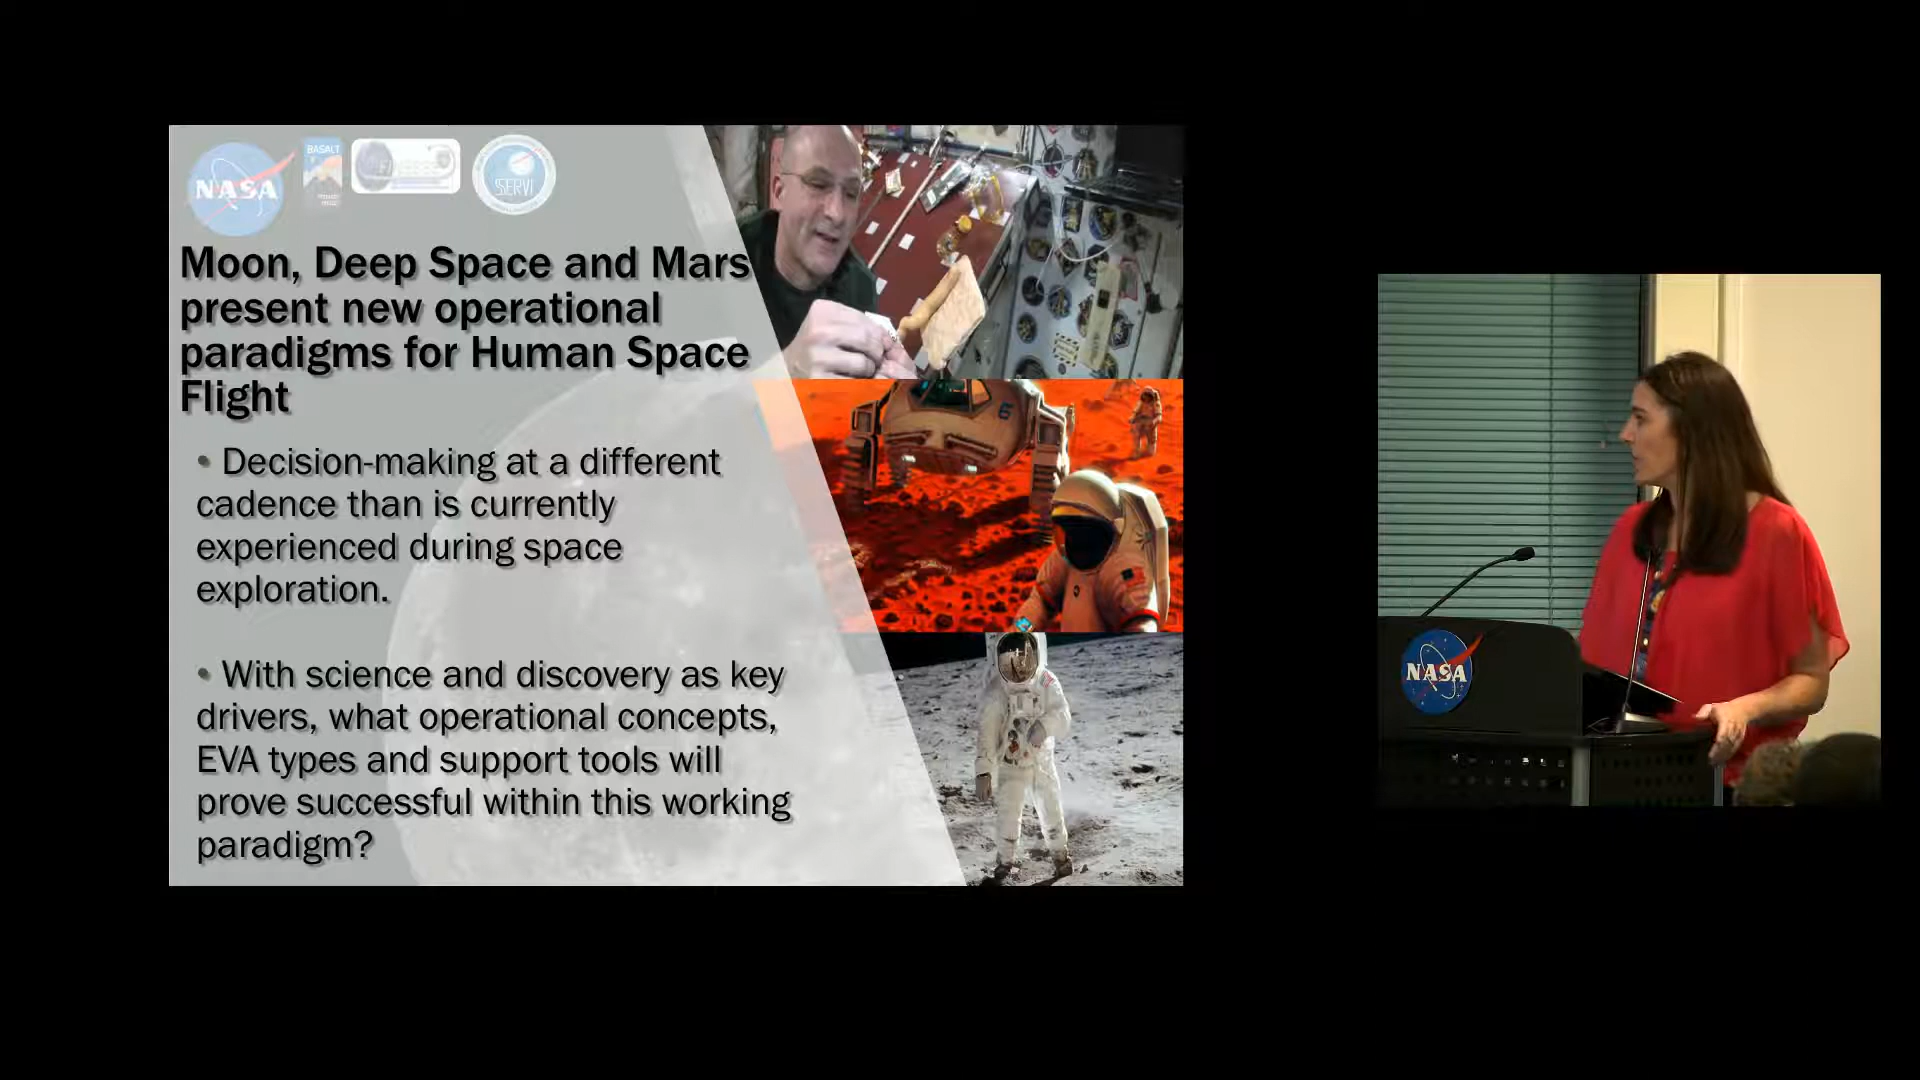 NASA
BASALT
SSERVI
Moon, Deep Space and Mars
present new operational
paradigms for Human Space
Flight
• Decision-making at a different
cadence than is currently
experienced during space
exploration.
• With science and discovery as key
drivers, what operational concepts,
EVA types and support tools will
prove successful within this working
paradigm?
6
NASA